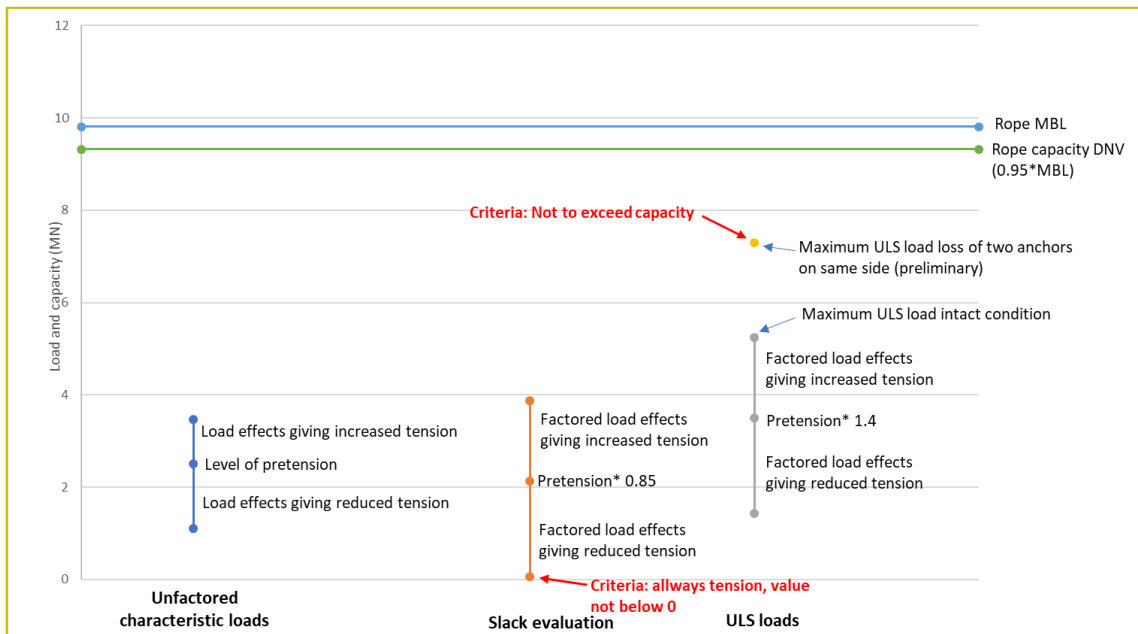 12
10
8
6
4
2
0
Load and capacity (MN)
Rope MBL
Rope capacity DNV
(0.95*MBL)
Criteria: Not to exceed capacity
Maximum ULS load loss of two anchors
on same side (preliminary)
Maximum ULS load intact condition
Factored load effects
giving increased tension
Pretension* 1.4
Factored load effects
giving reduced tension
Load effects giving increased tension
Level of pretension
Load effects giving reduced tension
Factored load effects
giving increased tension
Pretension* 0.85
Factored load effects
giving reduced tension
Criteria: allways tension, value
not below 0
Unfactored
characteristic loads
Slack evaluation
ULS loads